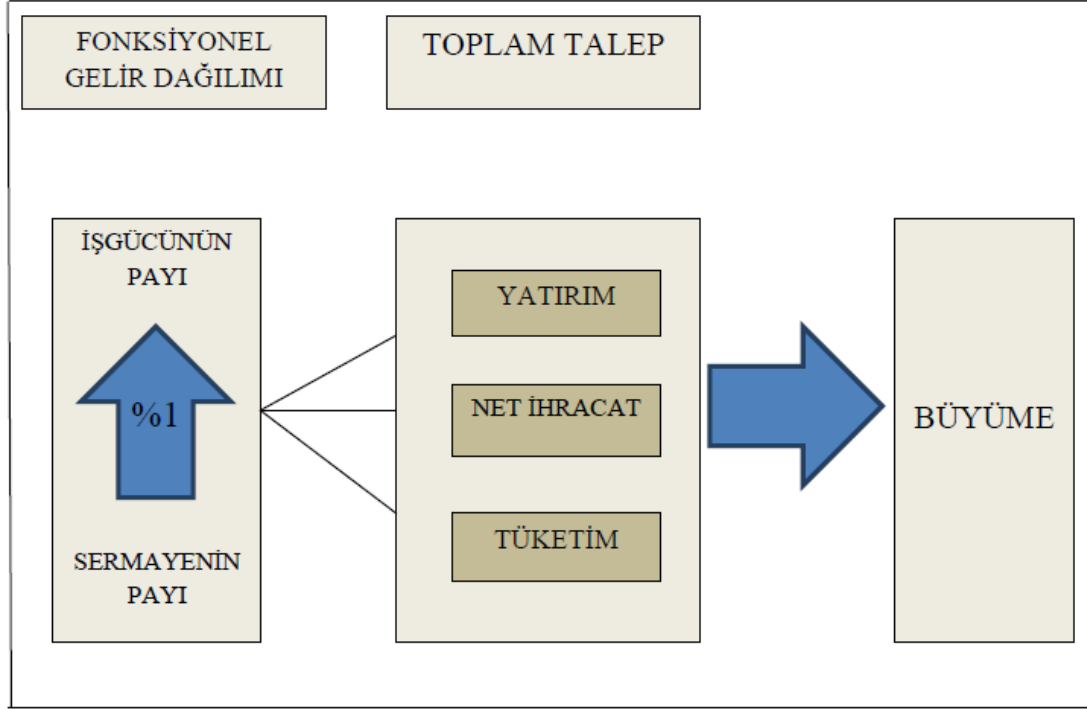 FONKSİYONEL
GELİR DAĞILIMI
TOPLAM TALEP
İŞGÜCÜNÜN
PAYI
%1
SERMAYENİN
PAYI
YATIRIM
NET İHRACAT
TÜKETİM
BÜYÜME